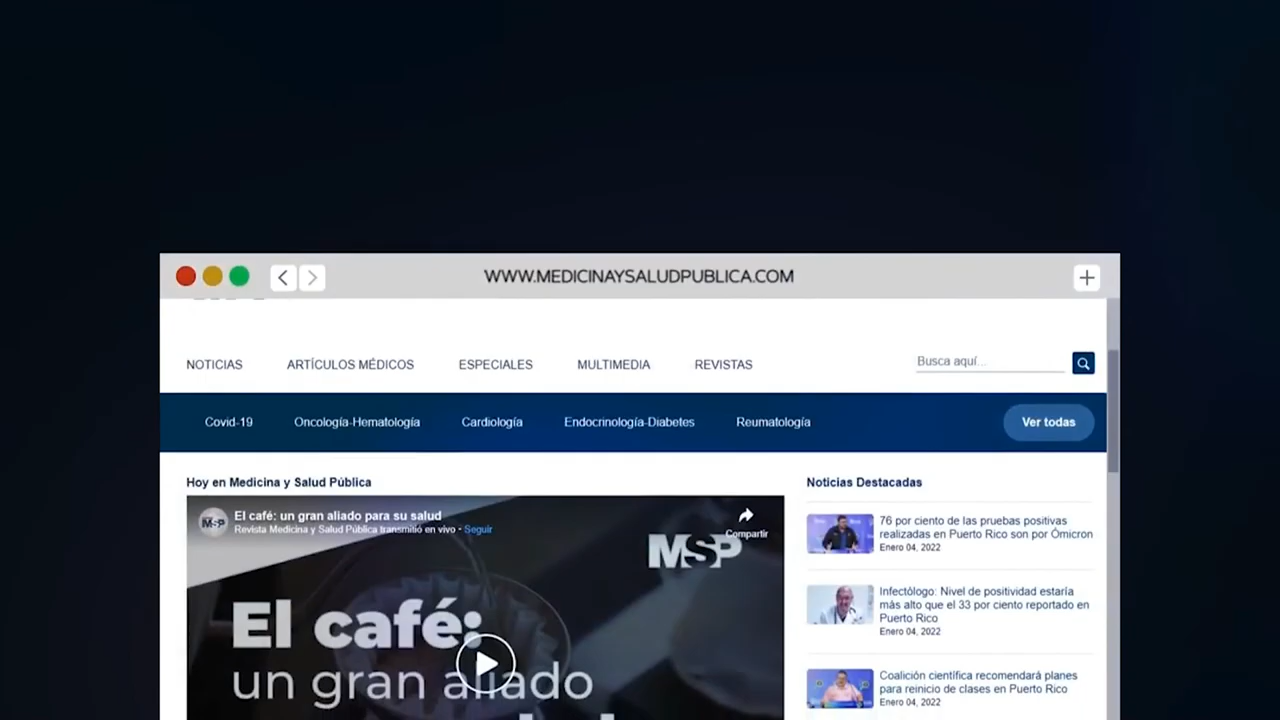 WWW.MEDICINAYSALUDPUBLICA.COM
NOTICIAS ARTÍCULOS MÉDICOS ESPECIALES MULTIMEDIA REVISTAS Busca aquí...
Covid-19 Oncología-Hematología Cardiología Endocrinología-Diabetes Reumatología Ver todas
Hoy en Medicina y Salud Pública
MSP
El café: un gran aliado para su salud
Revista Medicina y Salud Pública transmitió en vivo · Seguir
Compartir
MSP
El café:
un gran aliado
Noticias Destacadas
76 por ciento de las pruebas positivas
realizadas en Puerto Rico son por Ómicron
Enero 04, 2022
Infectólogo: Nivel de positividad estaría
más alto que el 33 por ciento reportado en
Puerto Rico
Enero 04, 2022
Coalición científica recomendará planes
para reinicio de clases en Puerto Rico
Enero 04, 2022